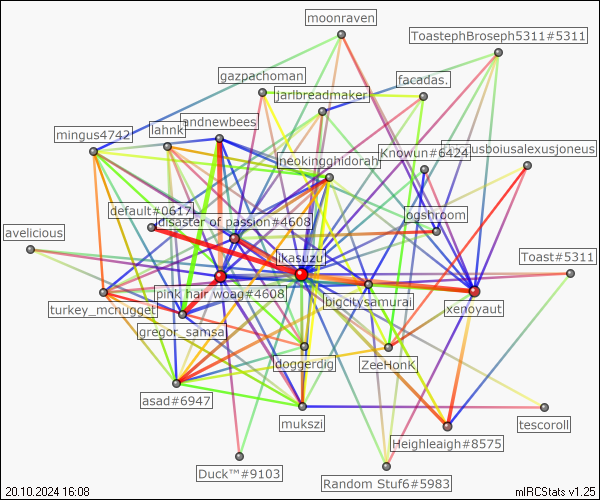 moonraven
ToastephBroseph5311#5311
gazpachoman
facadas.
jarlbreadmaker
andnewbees
mingus4742
lahnk
neokingghidorah
Knowun#6424
default#0617
disaster of passion#4608
ogshroom
avelicious
ikasuzu
Toast#5311
pink hair woag#4608
bigcitysamurai
xenoyaut
turkey_mcnugget
gregor_samsa
doggerdig
ZeeHonK
asad#6947
mukszi
tescoroll
Heighleagh#8575
Duck™#9103
Random Stuf6#5983
20.10.2024 16:08
mIRCStats v1.25